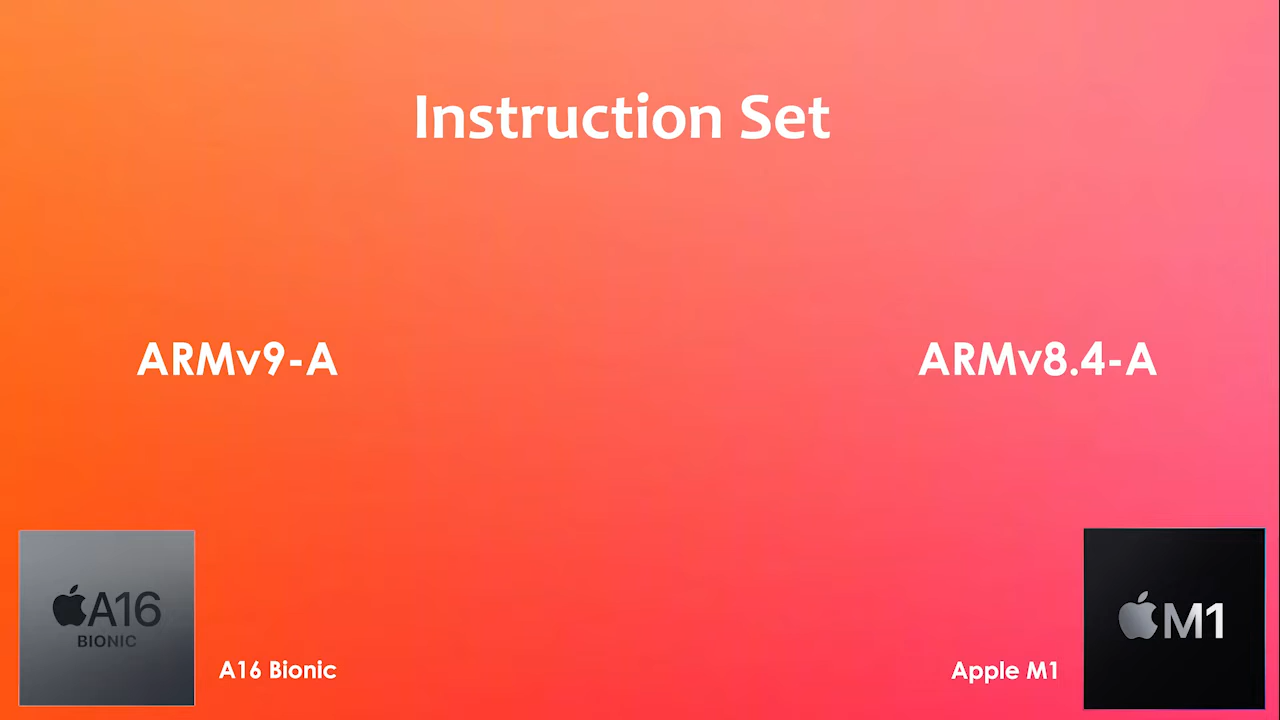 Instruction Set
ARMv9-A
ARMv8.4-A
A16
BIONIC
A16 Bionic
Apple M1
M1